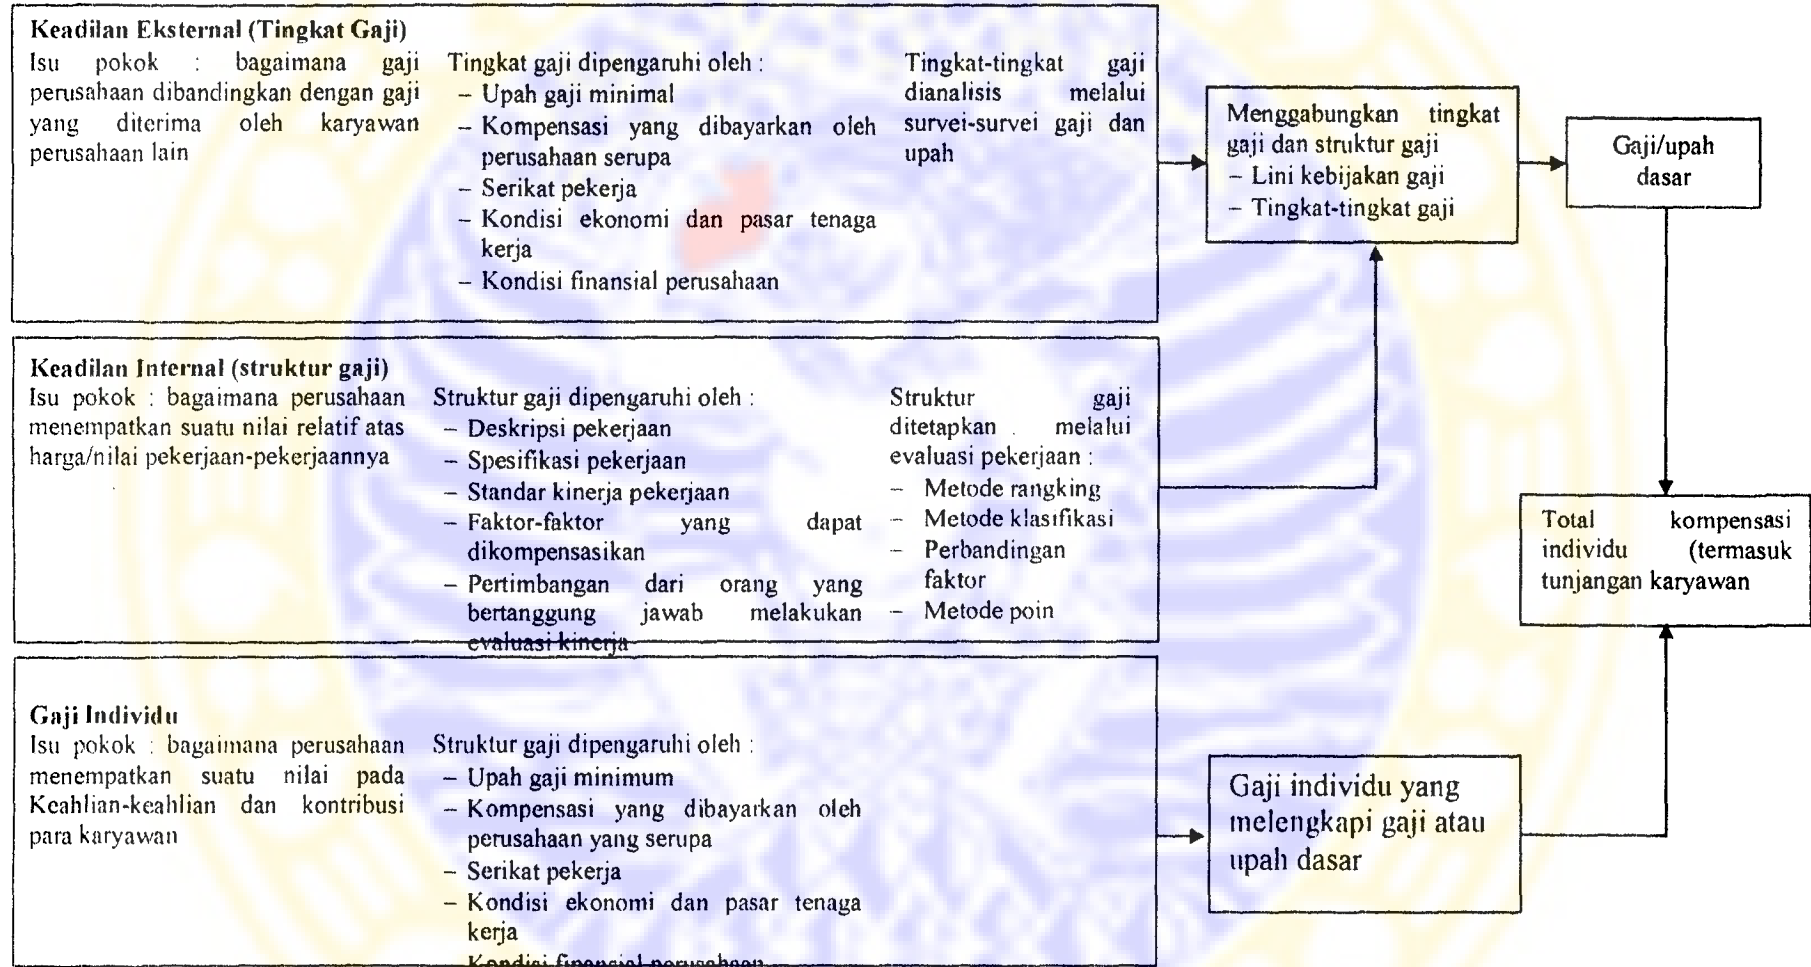 Keadilan Eksternal (Tingkat Gaji)
Isu pokok : bagaimana gaji
perusahaan dibandingkan dengan gaji
yang diterima oleh karyawan
perusahaan lain
Tingkat gaji dipengaruhi oleh :
– Upah gaji minimal
– Kompensasi yang dibayarkan oleh
perusahaan serupa
– Serikat pekerja
– Kondisi ekonomi dan pasar tenaga
kerja
– Kondisi finansial perusahaan
Tingkat-tingkat gaji
dianalisis melalui
survei-survei gaji dan
upah
Menggabungkan tingkat
gaji dan struktur gaji
– Lini kebijakan gaji
– Tingkat-tingkat gaji
Gaji/upah
dasar
Keadilan Internal (struktur gaji)
Isu pokok : bagaimana perusahaan
menempatkan suatu nilai relatif atas
harga/nilai pekerjaan-pekerjaannya
Struktur gaji dipengaruhi oleh :
– Deskripsi pekerjaan
– Spesifikasi pekerjaan
– Standar kinerja pekerjaan
– Faktor-faktor yang dapat
dikompensasikan
– Pertimbangan dari orang yang
bertanggung jawab melakukan
evaluasi kinerja
Struktur gaji
ditetapkan melalui
evaluasi pekerjaan :
– Metode rangking
– Metode klasifikasi
– Perbandingan
faktor
– Metode poin
Total kompensasi
individu (termasuk
tunjangan karyawan
Gaji Individu
Isu pokok : bagaimana perusahaan
menempatkan suatu nilai pada
Keahlian-keahlian dan kontribusi
para karyawan
Struktur gaji dipengaruhi oleh :
– Upah gaji minimum
– Kompensasi yang dibayarkan oleh
perusahaan yang serupa
– Serikat pekerja
– Kondisi ekonomi dan pasar tenaga
kerja
Kondisi finansial perusahaan
Gaji individu yang
melengkapi gaji atau
upah dasar